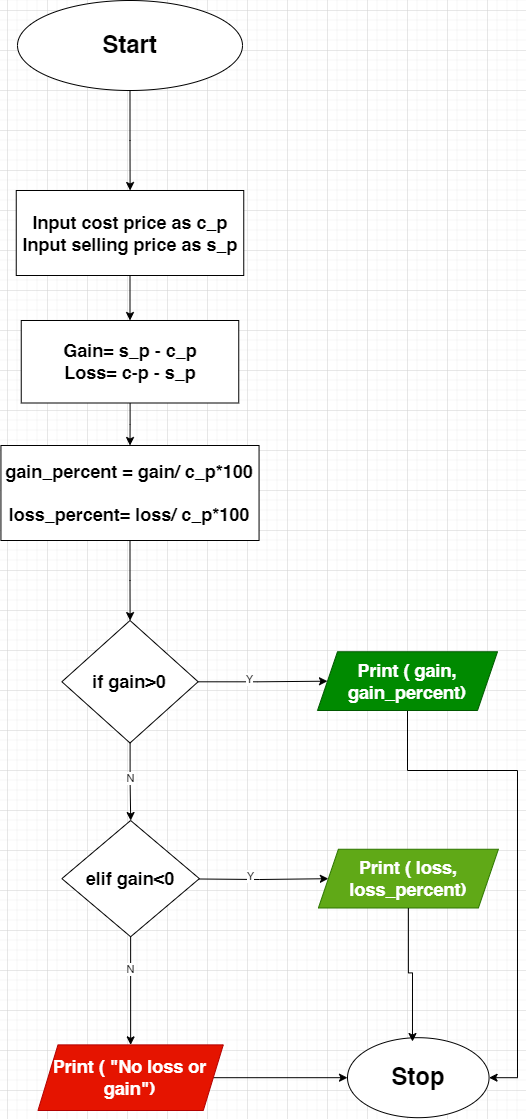 Start
Input cost price as c_p
Input selling price as s_p
Gain= s_p - c_p
Loss= c-p - s_p
gain_percent = gain/ c_p*100
loss_percent= loss/ c_p*100
if gain>0
Y
Print ( gain,
gain_percent)
N
elif gain<0
Y
Print ( loss,
loss_percent)
N
Print ( "No loss or
gain")
Stop